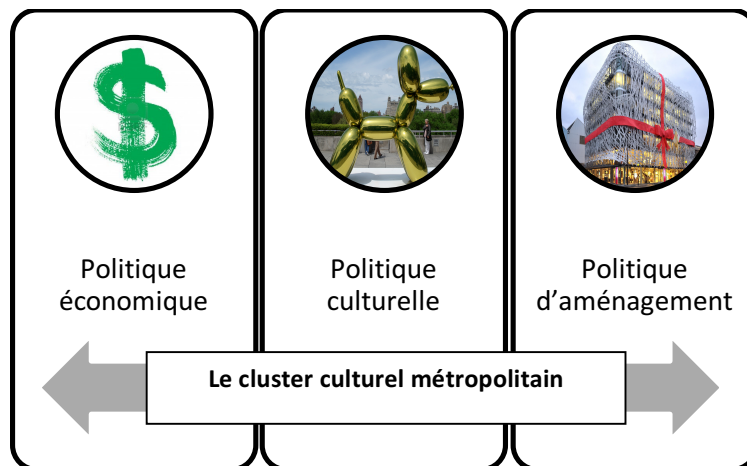 Politique
économique
Politique
culturelle
Politique
d’aménagement
Le cluster culturel métropolitain